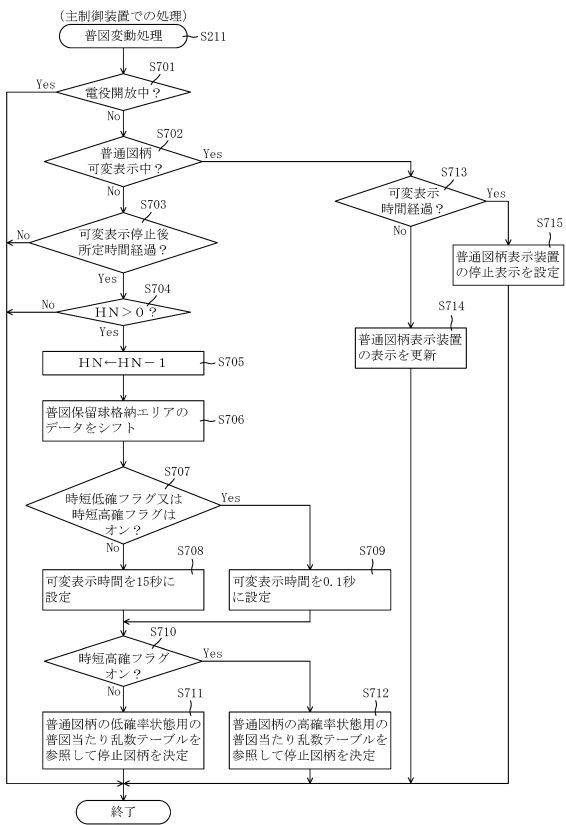 (主制御装置での処理)
普図変動処理
S211
S701
Yes
電役開放中?
No
S702
普通図柄
可変表示中?
Yes
No
S713
可変表示
時間経過?
Yes
No
S703
可変表示停止後
所定時間経過?
No
Yes
S715
普通図柄表示装置
の停止表示を設定
S704
No
HN>0?
Yes
S714
普通図柄表示装置
の表示を更新
HN←HN-1
S705
普図保留球格納エリアの
データをシフト
S706
S707
時短低確フラグ又は
時短高確フラグは
オン?
Yes
No
S708
可変表示時間を15秒に
設定
S709
可変表示時間を0.1秒
に設定
S710
時短高確フラグ
オン?
Yes
No
S711
普通図柄の低確率状態用の
普図当たり乱数テーブルを
参照して停止図柄を決定
S712
普通図柄の高確率状態用の
普図当たり乱数テーブルを
参照して停止図柄を決定
終了